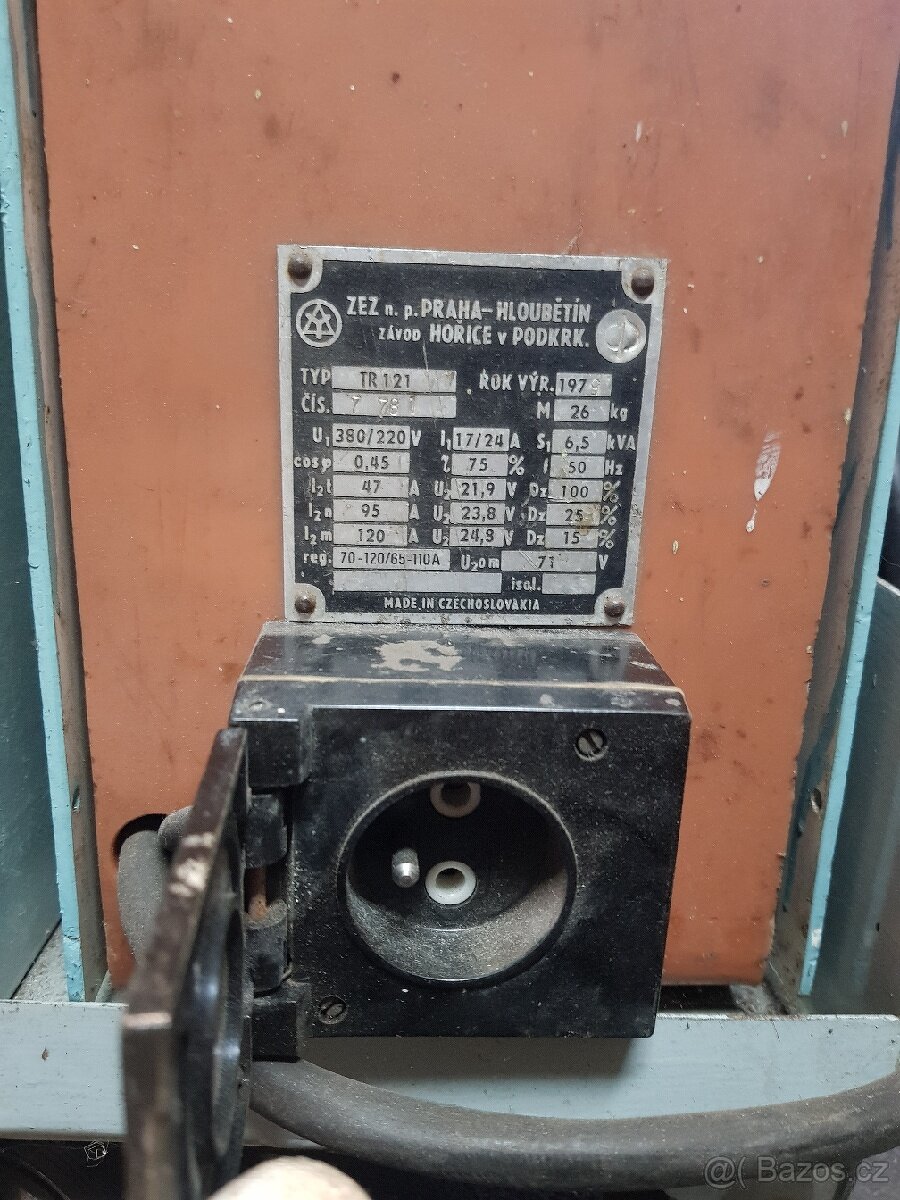 ZEZ n. p. PRAHA-HLOUBĚTÍN
ZÁVOD HOŘICE v PODKRK.
TYP TR 121 ROK VÝR. 1979
ČÍS. M 26 kg
U₁ 380/220 V I₁ 17/24 A S₁ 6,5 kVA
cosφ 0,45 η 75 % f 50 Hz
I₂t 47 A U₂ 21,9 V Dz 100 %
I₂n 95 A U₂ 23,8 V Dz 25 %
I₂m 120 A U₂ 24,8 V Dz 15 %
reg. 70-120/65-110A U₂om 71 V
isol.
MADE IN CZECHOSLOVAKIA
@( Bazos.cz